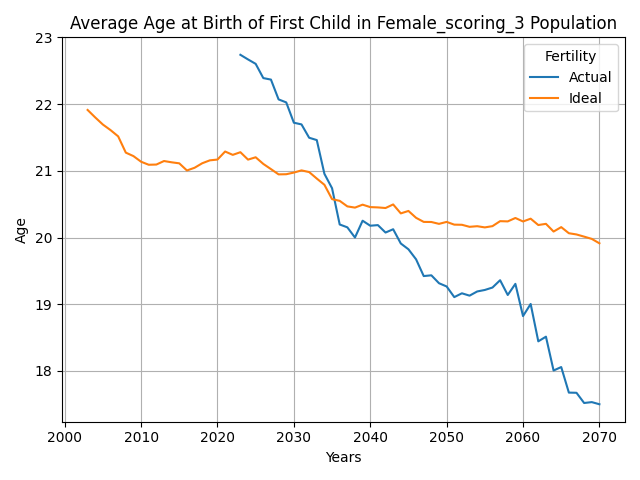 Average Age at Birth of First Child in Female_scoring_3 Population
Fertility
Actual
Ideal
Age
23
22
21
20
19
18
2000 2010 2020 2030 2040 2050 2060 2070
Years